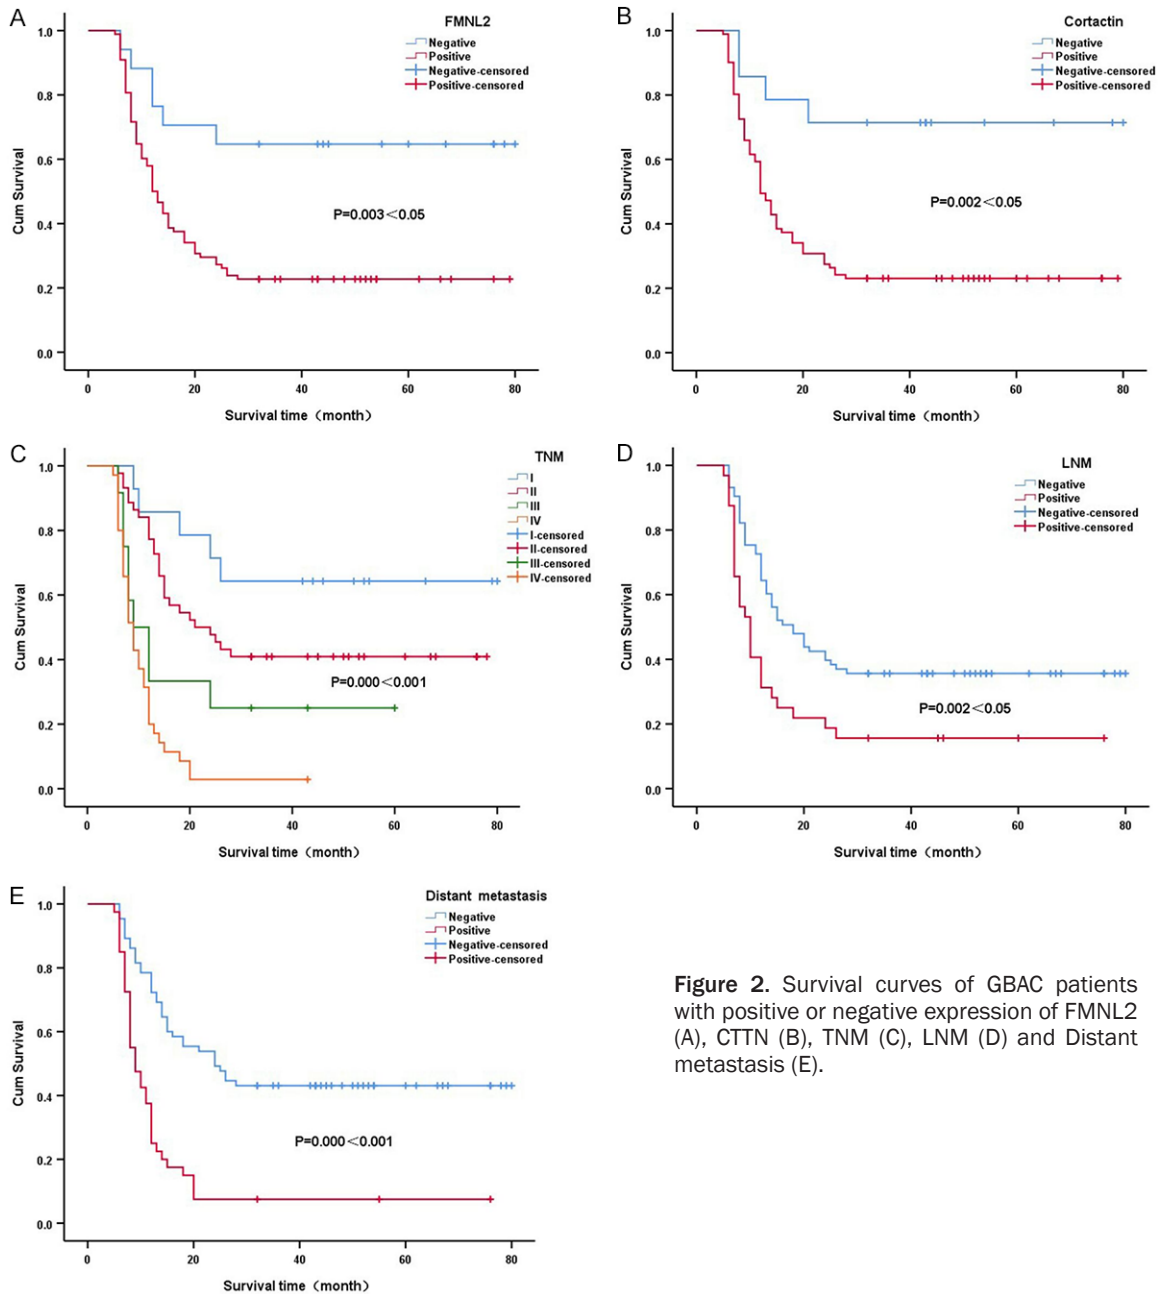 A
FMNL2
Negative
Positive
Negative-censored
Positive-censored
1.0
0.8
0.6
0.4
0.2
0.0
Cum Survival
P=0.003<0.05
0 20 40 60 80
Survival time（month）
B
Cortactin
Negative
Positive
Negative-censored
Positive-censored
1.0
0.8
0.6
0.4
0.2
0.0
Cum Survival
P=0.002<0.05
0 20 40 60 80
Survival time（month）
C
TNM
I
II
III
IV
I-censored
II-censored
III-censored
IV-censored
1.0
0.8
0.6
0.4
0.2
0.0
Cum Survival
P=0.000<0.001
0 20 40 60 80
Survival time（month）
D
LNM
Negative
Positive
Negative-censored
Positive-censored
1.0
0.8
0.6
0.4
0.2
0.0
Cum Survival
P=0.002<0.05
0 20 40 60 80
Survival time（month）
E
Distant metastasis
Negative
Positive
Negative-censored
Positive-censored
1.0
0.8
0.6
0.4
0.2
0.0
Cum Survival
P=0.000<0.001
0 20 40 60 80
Survival time（month）
Figure 2. Survival curves of GBAC patients
with positive or negative expression of FMNL2
(A), CTTN (B), TNM (C), LNM (D) and Distant
metastasis (E).